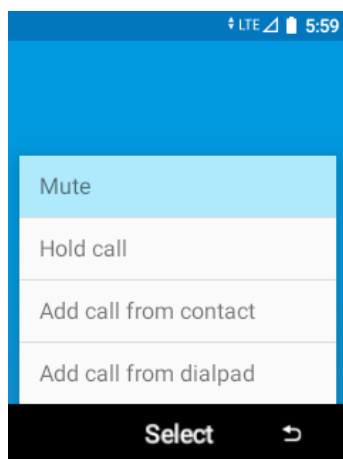 LTE 5:59
Mute
Hold call
Add call from contact
Add call from dialpad
Select